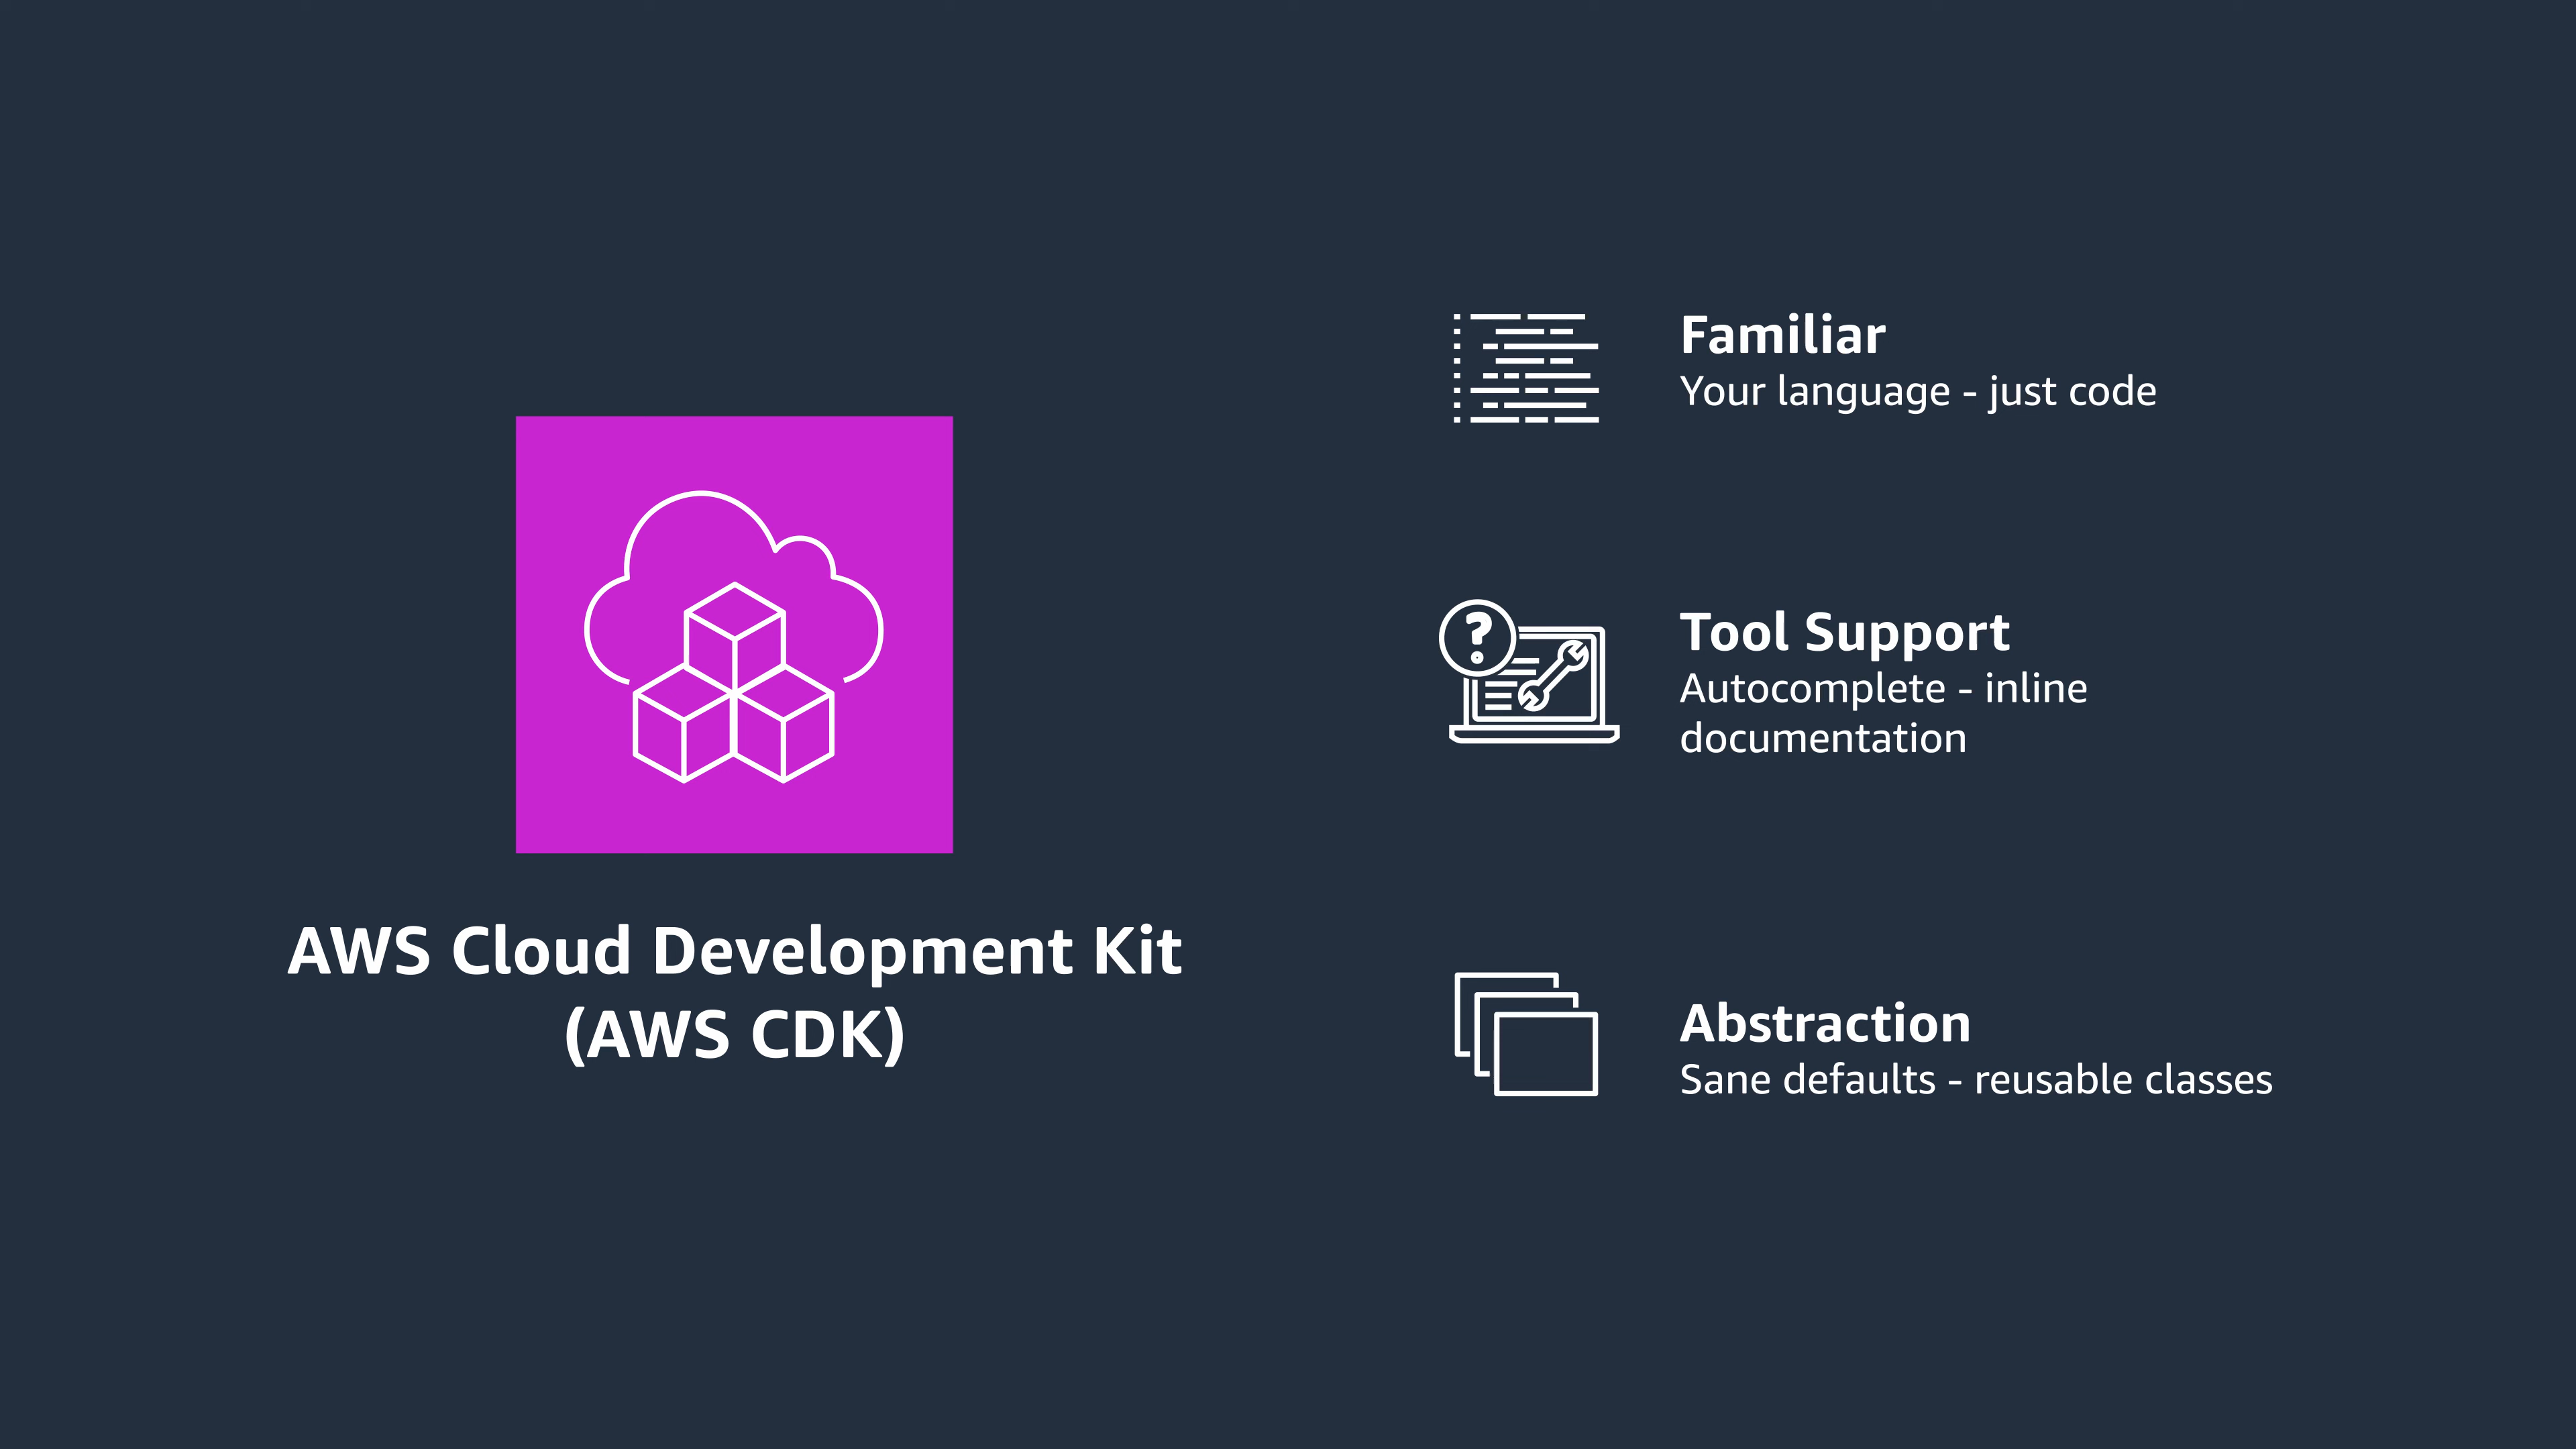 AWS Cloud Development Kit
(AWS CDK)
Familiar
Your language - just code
Tool Support
Autocomplete - inline
documentation
Abstraction
Sane defaults - reusable classes